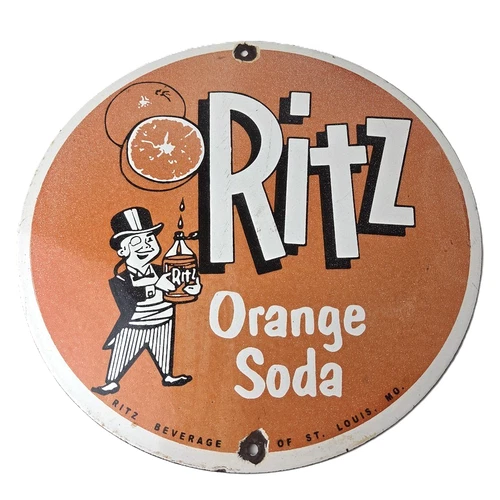 Ritz
Ritz
Orange
Soda
RITZ BEVERAGE OF ST. LOUIS, MO.